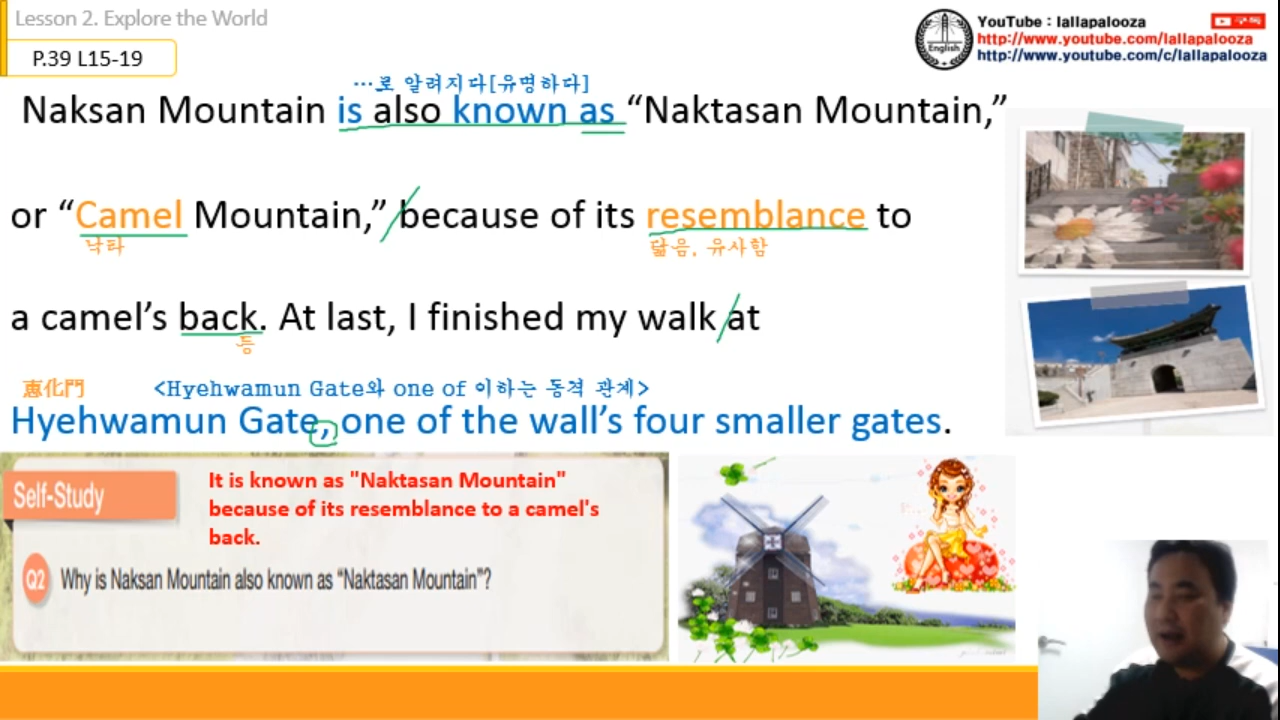 Lesson 2. Explore the World
P.39 L15-19
English
YouTube : lallapalooza
구독
http://www.youtube.com/lallapalooza
http://www.youtube.com/c/lallapalooza
…로 알려지다[유명하다]
Naksan Mountain is also known as “Naktasan Mountain,”
or “Camel Mountain,” because of its resemblance to
낙타
닮음, 유사함
a camel’s back. At last, I finished my walk at
등
恵化門
<Hyehwamun Gate와 one of 이하는 동격 관계>
Hyehwamun Gate, one of the wall’s four smaller gates.
Self-Study
It is known as "Naktasan Mountain"
because of its resemblance to a camel's
back.
Q2 Why is Naksan Mountain also known as “Naktasan Mountain”?